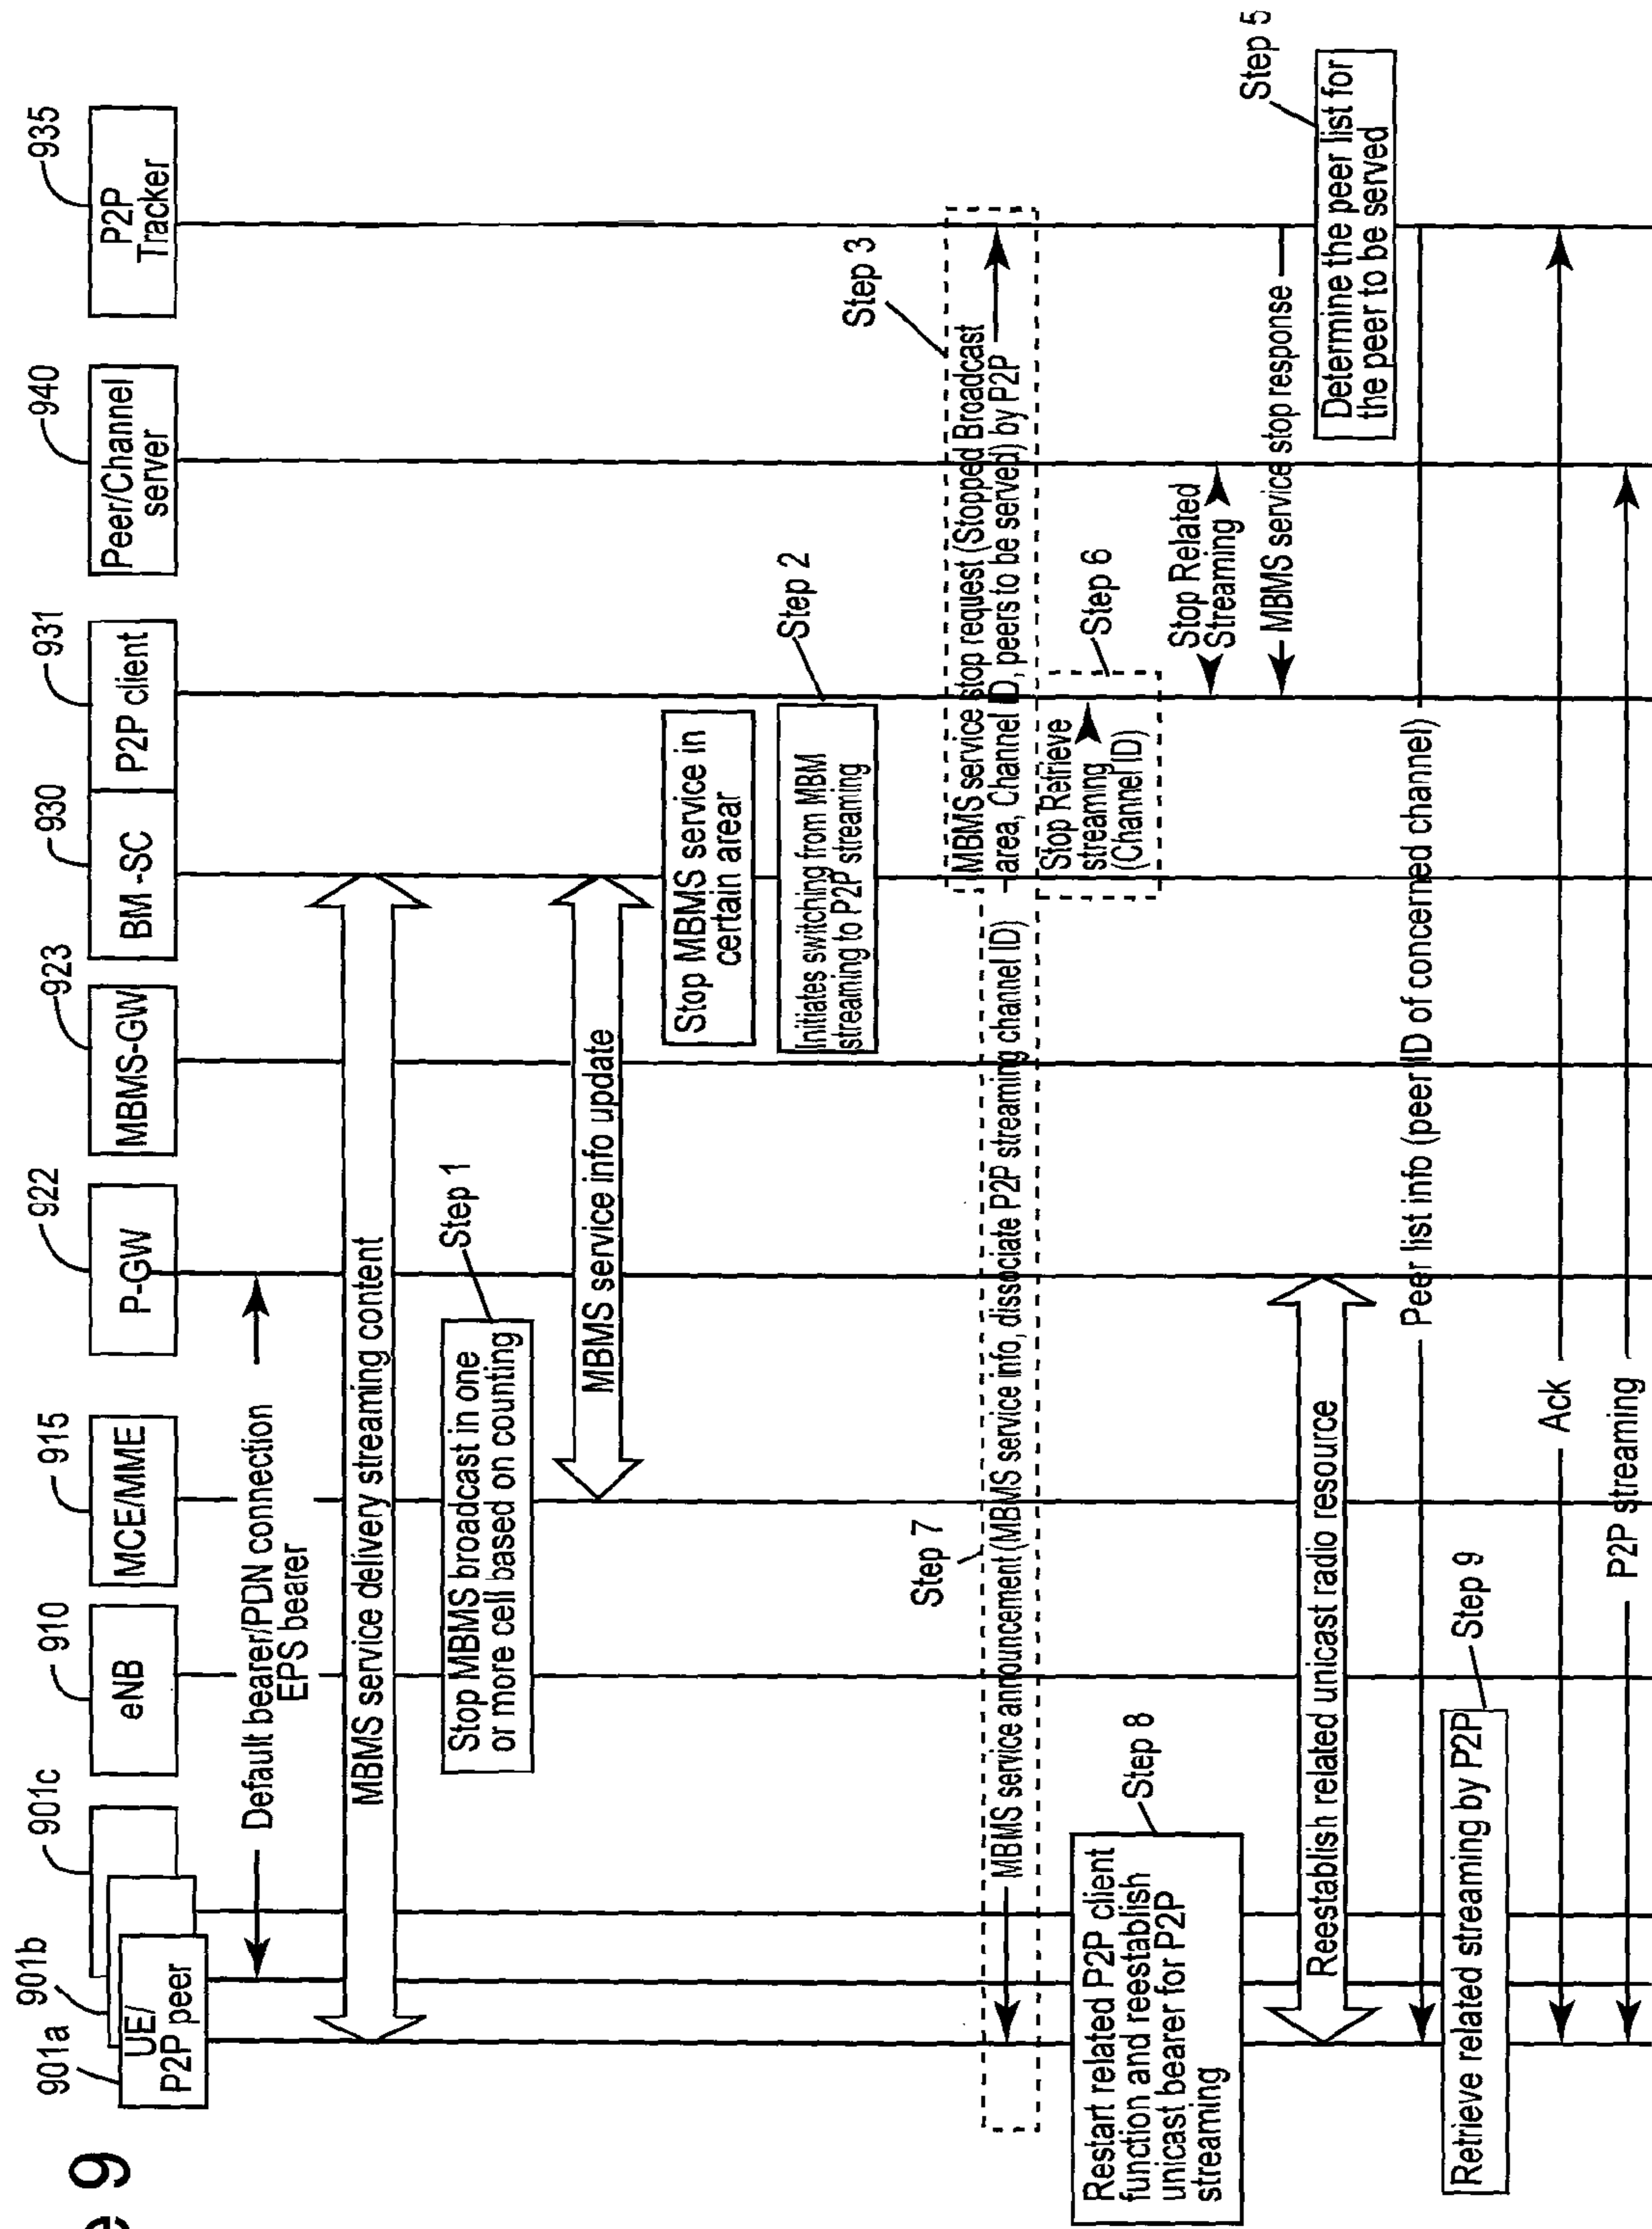 e 9
901a
901b
901c
910
915
922
923
930
931
940
935
UE/
P2P peer
eNB
MCE/MME
P-GW
MBMS-GW
BM-SC
P2P client
Peer/Channel
server
P2P
Tracker
Default bearer/PDN connection
EPS bearer
MBMS service delivery streaming content
Step 1
Stop MBMS broadcast in one
or more cell based on counting
MBMS service info update
Stop MBMS service in
certain arear
Step 2
Initiates switching from MBM
streaming to P2P streaming
Step 3
MBMS service stop request (Stopped Broadcast
area, Channel ID, peers to be served) by P2P
Step 7
MBMS service announcement (MBMS service info, dissociate P2P streaming channel ID)
Stop Retrieve
streaming
(Channel ID)
Step 6
Step 8
Restart related P2P client
function and reestablish
unicast bearer for P2P
streaming
Stop Related
Streaming
MBMS service stop response
Step 5
Determine the peer list for
the peer to be served
Reestablish related unicast radio resource
Peer list info (peer ID of concerned channel)
Step 9
Retrieve related streaming by P2P
Ack
P2P streaming